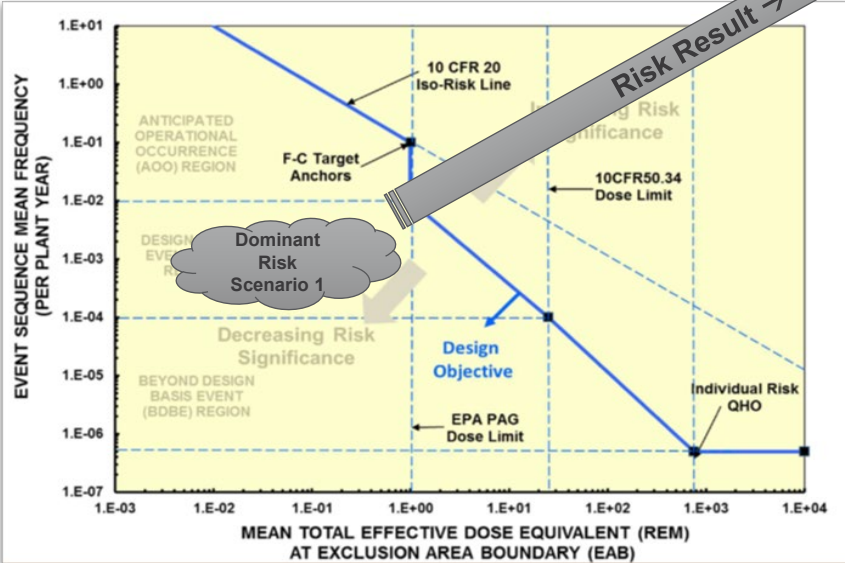 EVENT SEQUENCE MEAN FREQUENCY
(PER PLANT YEAR)
1.E+01
1.E+00
1.E-01
1.E-02
1.E-03
1.E-04
1.E-05
1.E-06
1.E-07
Risk Result →
10 CFR 20
Iso-Risk Line
Risk
ANTICIPATED
OPERATIONAL
OCCURRENCE
(AOO) REGION
F-C Target
Anchors
10CFR50.34
Dose Limit
DESIGN
Dominant
Risk
Scenario 1
Decreasing Risk
Significance
Design
Objective
BEYOND DESIGN
BASIS EVENT
(BDBE) REGION
EPA PAG
Dose Limit
Individual Risk
QHO
1.E-03
1.E-02
1.E-01
1.E+00
1.E+01
1.E+02
1.E+03
1.E+04
MEAN TOTAL EFFECTIVE DOSE EQUIVALENT (REM)
AT EXCLUSION AREA BOUNDARY (EAB)